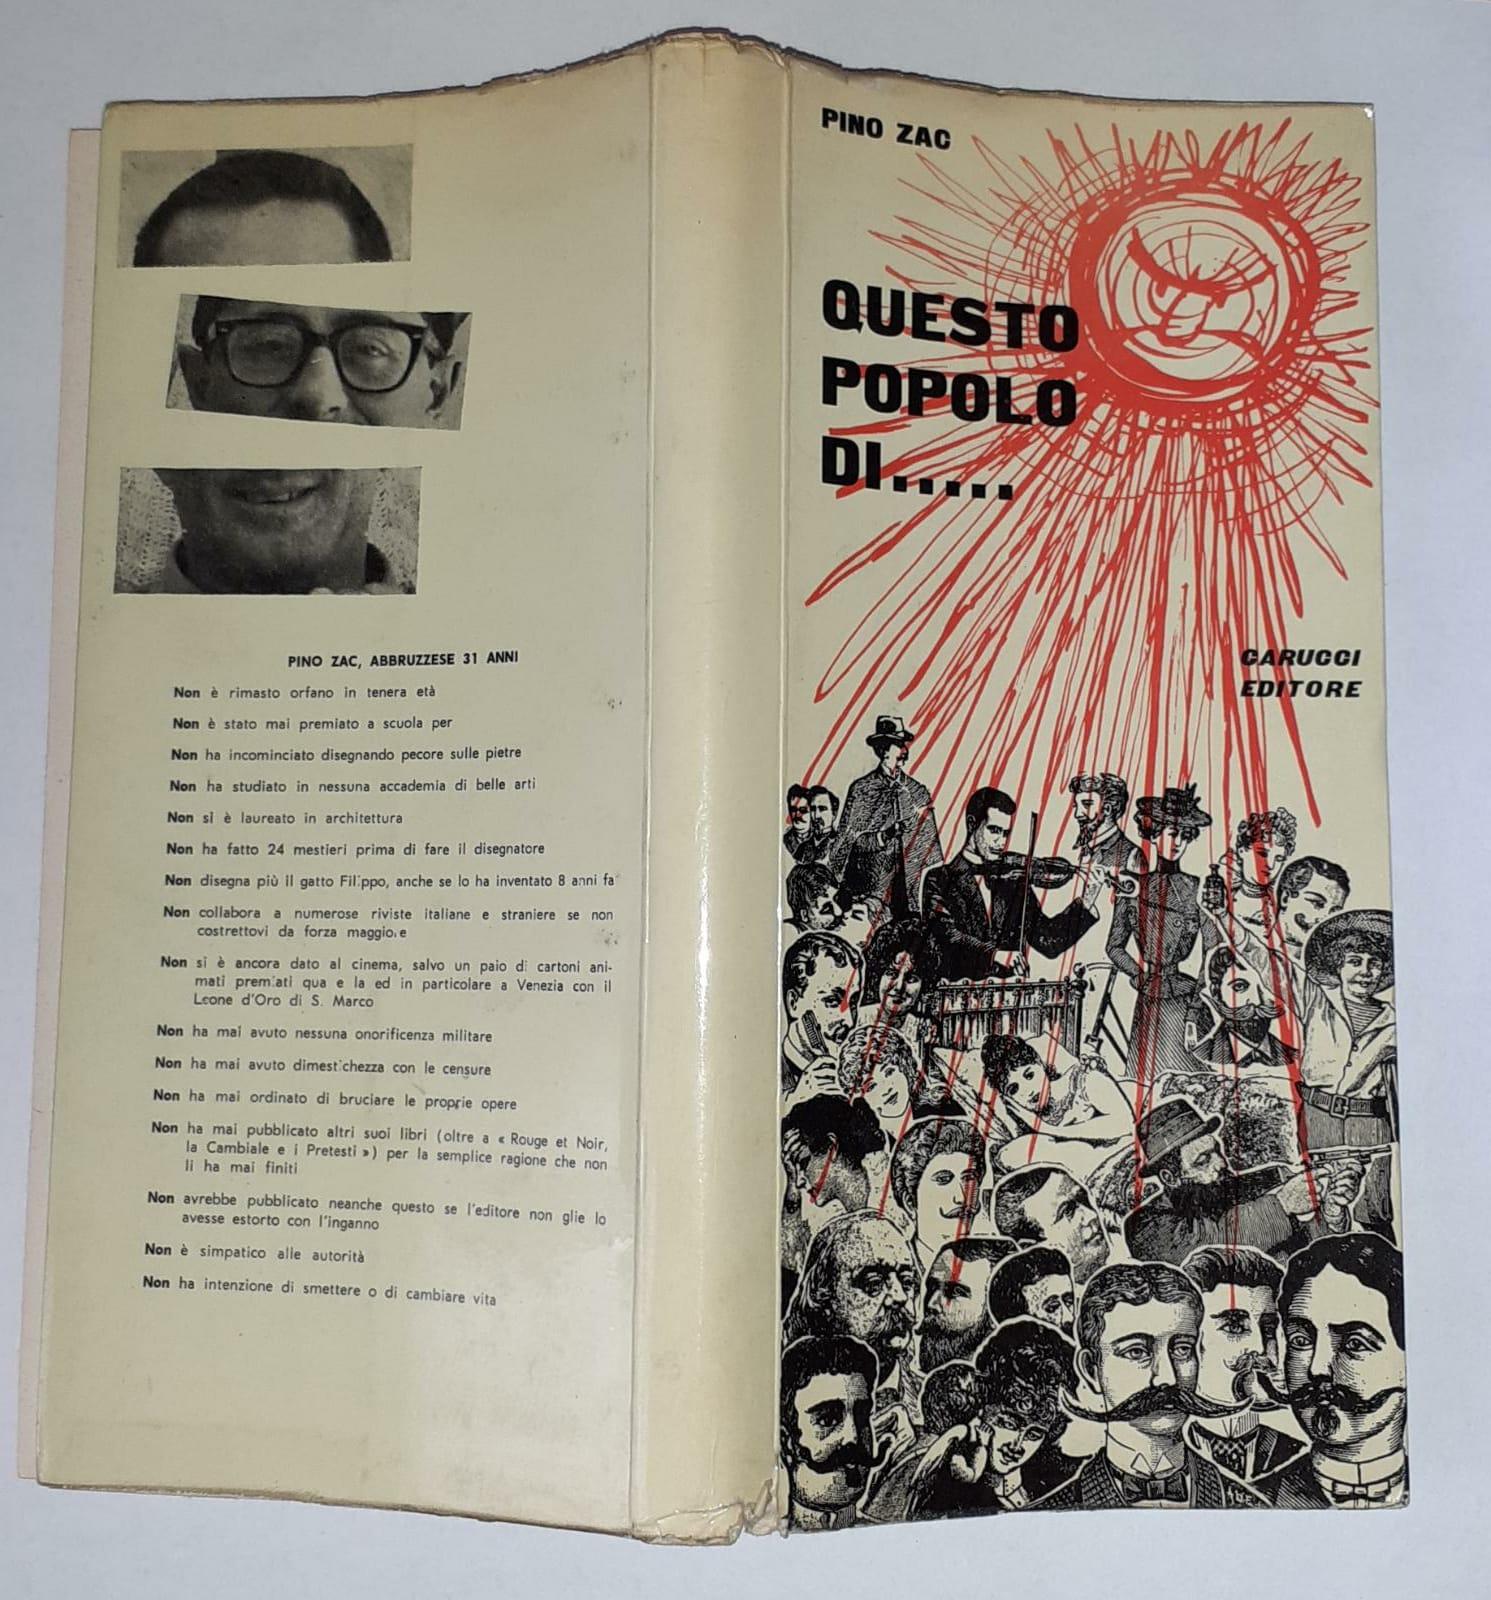 PINO ZAC, ABBRUZZESE 31 ANNI
Non è rimasto orfano in tenera età
Non è stato mai premiato a scuola per
Non ha incominciato disegnando pecore sulle pietre
Non ha studiato in nessuna accademia di belle arti
Non si è laureato in architettura
Non ha fatto 24 mestieri prima di fare il disegnatore
Non disegna più il gatto Filippo, anche se lo ha inventato 8 anni fa
Non collabora a numerose riviste italiane e straniere se non
costrettovi da forza maggiore
Non si è ancora dato al cinema, salvo un paio di cartoni ani-
mati premiati qua e la ed in particolare a Venezia con il
Leone d'Oro di S. Marco
Non ha mai avuto nessuna onorificenza militare
Non ha mai avuto dimestichezza con le censure
Non ha mai ordinato di bruciare le proprie opere
Non ha mai pubblicato altri suoi libri (oltre a « Rouge et Noir,
la Cambiale e i Pretesti ») per la semplice ragione che non
li ha mai finiti
Non avrebbe pubblicato neanche questo se l'editore non glie lo
avesse estorto con l'inganno
Non è simpatico alle autorità
Non ha intenzione di smettere o di cambiare vita
PINO ZAC
QUESTO
POPOLO
DI.....
CARUCCI
EDITORE